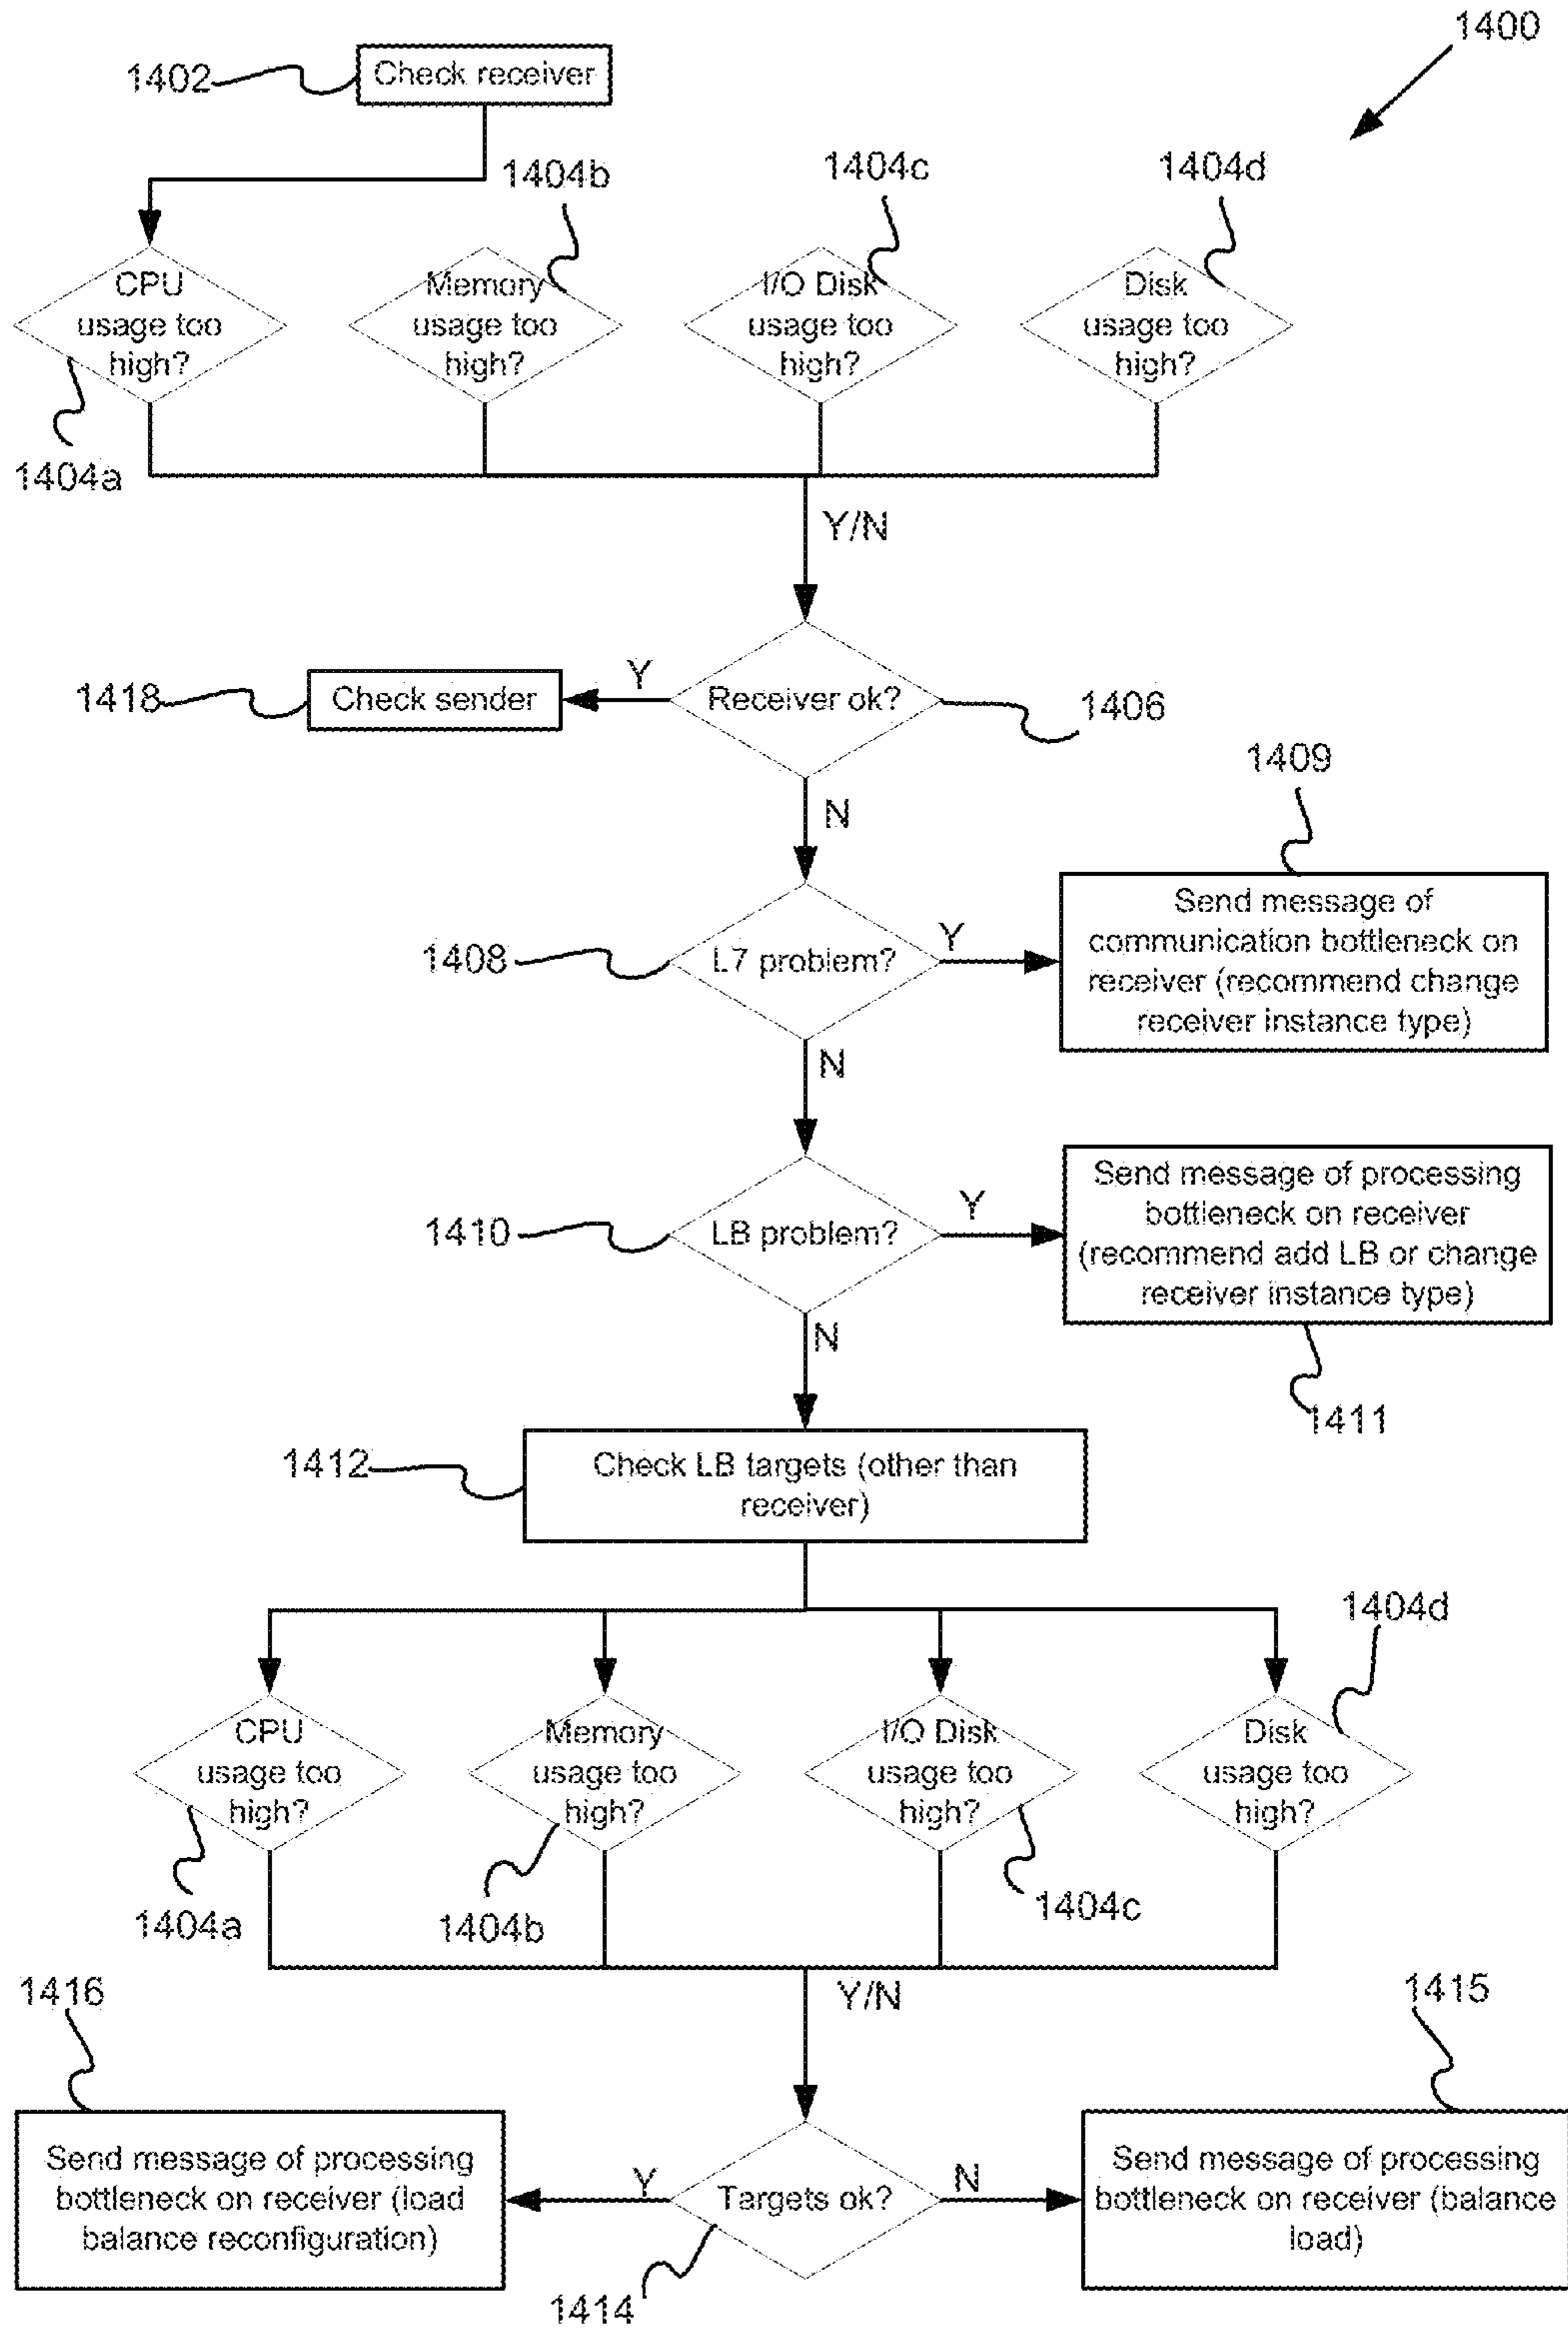 1400
1402
Check receiver
1404b
1404c
1404d
CPU
usage too
high?
Memory
usage too
high?
I/O Disk
usage too
high?
Disk
usage too
high?
1404a
Y/N
1418
Check sender
Y
Receiver ok?
1406
N
1409
1408
L7 problem?
Y
Send message of
communication bottleneck on
receiver (recommend change
receiver instance type)
N
1410
LB problem?
Y
Send message of processing
bottleneck on receiver
(recommend add LB or change
receiver instance type)
N
1411
1412
Check LB targets (other than
receiver)
1404d
CPU
usage too
high?
Memory
usage too
high?
I/O Disk
usage too
high?
Disk
usage too
high?
1404a
1404b
1404c
1416
Y/N
1415
Send message of processing
bottleneck on receiver (load
balance reconfiguration)
Y
Targets ok?
N
Send message of processing
bottleneck on receiver (balance
load)
1414